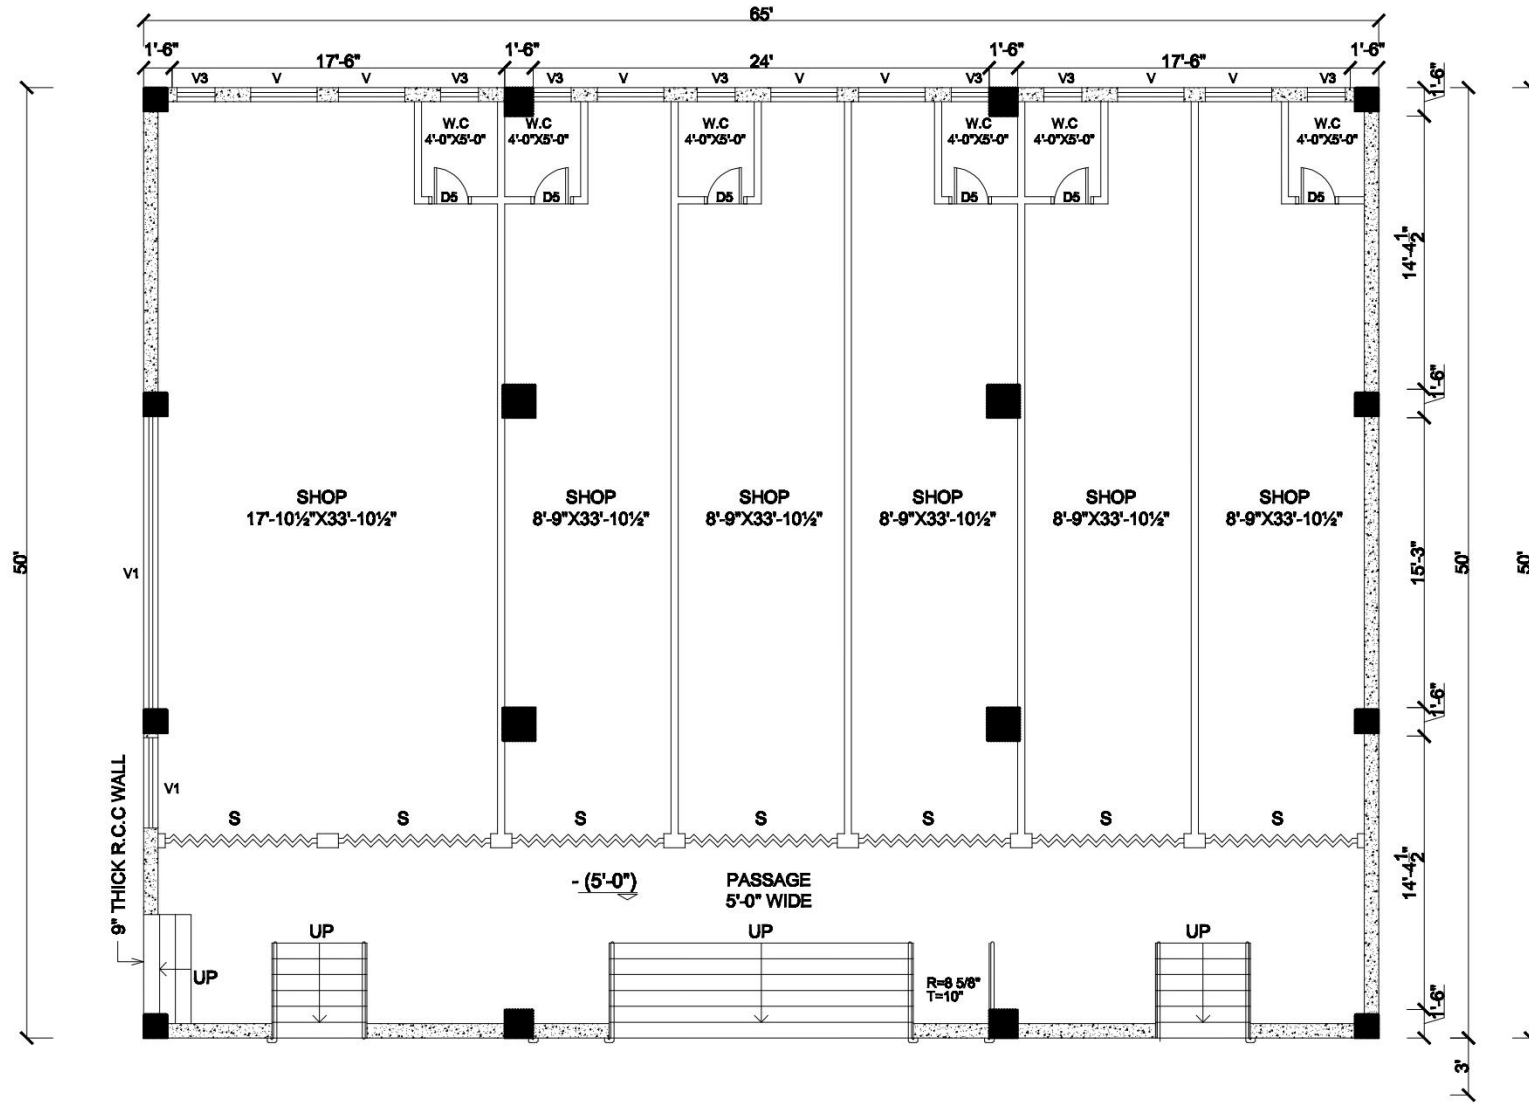 65'
1'-6"
17'-6"
1'-6"
24'
1'-6"
17'-6"
1'-6"
V3
V
V
V3
V3
V
V3
V
V
V3
V3
V
V
V3
1'-6"
W.C
4'-0"X5'-0"
W.C
4'-0"X5'-0"
W.C
4'-0"X5'-0"
W.C
4'-0"X5'-0"
W.C
4'-0"X5'-0"
W.C
4'-0"X5'-0"
D5
D5
D5
D5
D5
D5
14'-4½"
1'-6"
SHOP
17'-10½"X33'-10½"
SHOP
8'-9"X33'-10½"
SHOP
8'-9"X33'-10½"
SHOP
8'-9"X33'-10½"
SHOP
8'-9"X33'-10½"
SHOP
8'-9"X33'-10½"
50'
V1
15'-3"
50'
50'
1'-6"
V1
9" THICK R.C.C WALL
S
S
S
S
S
S
S
14'-4½"
- (5'-0")
PASSAGE
5'-0" WIDE
UP
UP
UP
UP
R=8 5/8"
T=10"
1'-6"
3'